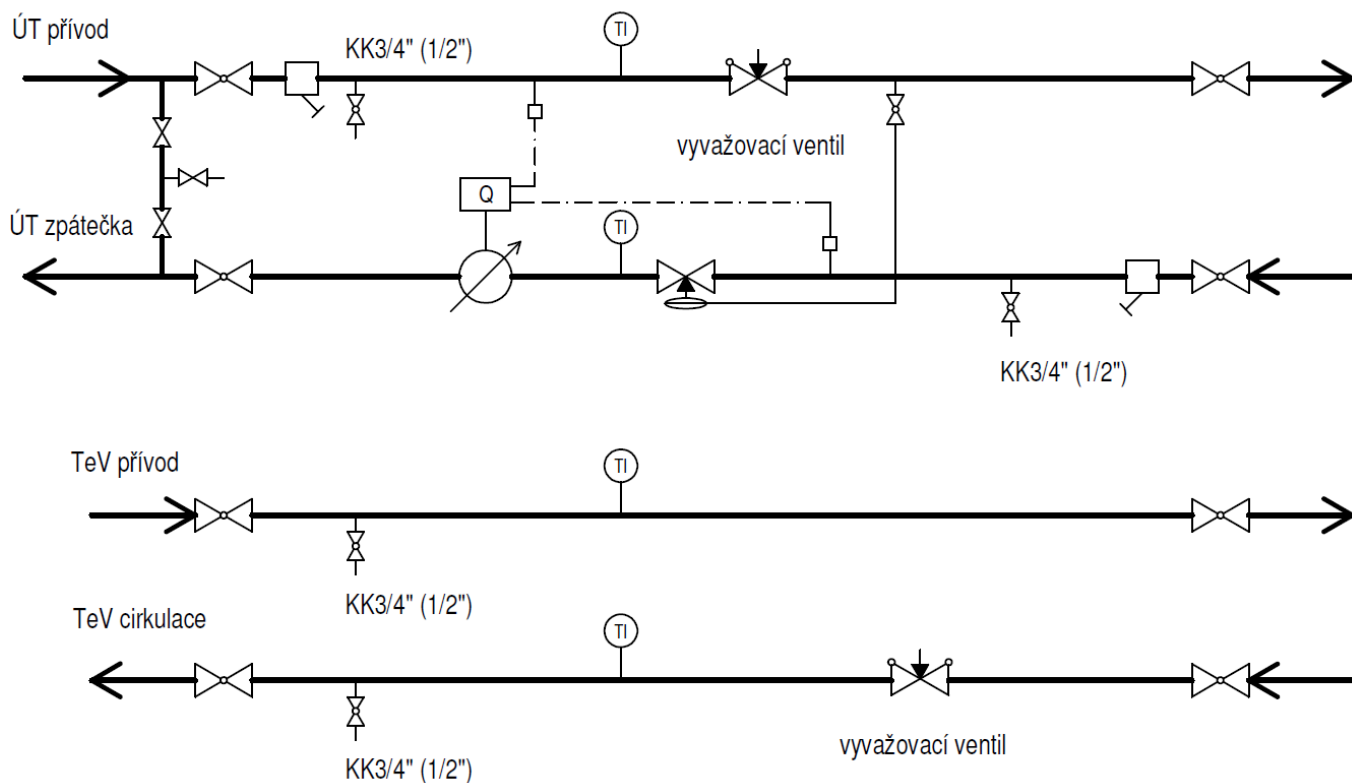 ÚT přívod
KK3/4" (1/2")
TI
vyvažovací ventil
Q
ÚT zpátečka
TI
KK3/4" (1/2")
TeV přívod
TI
KK3/4" (1/2")
TeV cirkulace
TI
vyvažovací ventil
KK3/4" (1/2")